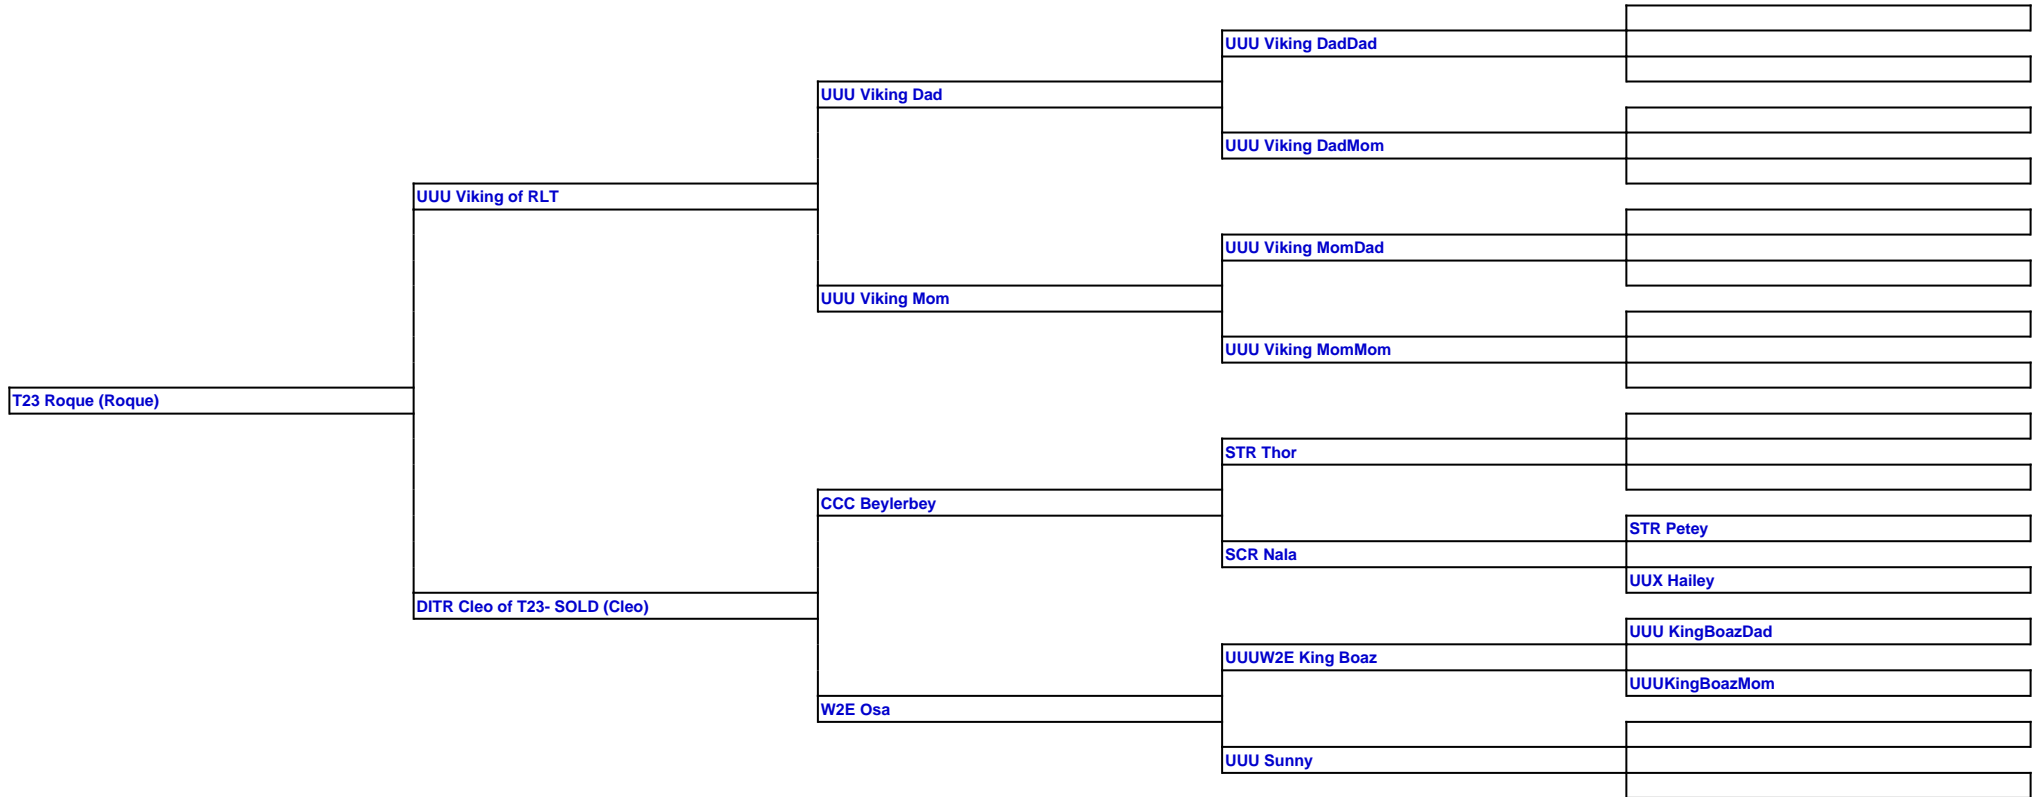 UUU Viking DadDad
UUU Viking Dad
UUU Viking DadMom
UUU Viking of RLT
UUU Viking MomDad
UUU Viking Mom
UUU Viking MomMom
T23 Roque (Roque)
STR Thor
CCC Beylerbey
STR Petey
SCR Nala
UUX Hailey
DITR Cleo of T23- SOLD (Cleo)
UUU KingBoazDad
UUUW2E King Boaz
UUUKingBoazMom
W2E Osa
UUU Sunny